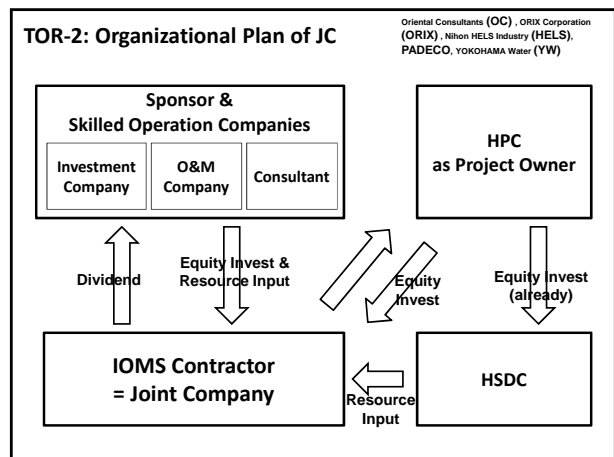 TOR-2: Organizational Plan of JC
Oriental Consultants (OC) , ORIX Corporation
(ORIX) , Nihon HELS Industry (HELS),
PADECO, YOKOHAMA Water (YW)
Sponsor &
Skilled Operation Companies
Investment
Company
O&M
Company
Consultant
HPC
as Project Owner
Dividend
Equity Invest &
Resource Input
Equity
Invest
Equity Invest
(already)
IOMS Contractor
= Joint Company
Resource
Input
HSDC